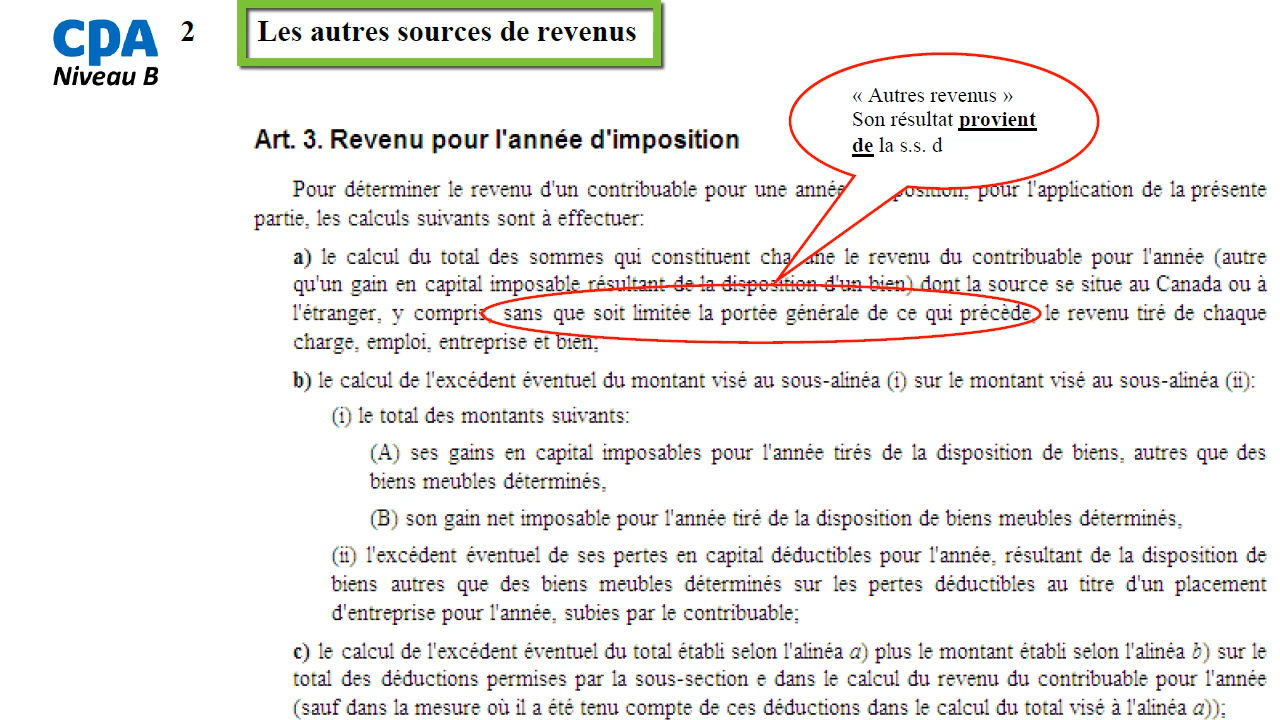 CPA
Niveau B
2
Les autres sources de revenus
« Autres revenus »
Son résultat provient
de la s.s. d
Art. 3. Revenu pour l'année d'imposition
Pour déterminer le revenu d'un contribuable pour une année position, pour l'application de la présente
partie, les calculs suivants sont à effectuer:
a) le calcul du total des sommes qui constituent chacune le revenu du contribuable pour l'année (autre
qu'un gain en capital imposable résultant de la disposition d'un bien) dont la source se situe au Canada ou à
l'étranger, y compris, sans que soit limitée la portée générale de ce qui précède, le revenu tiré de chaque
charge, emploi, entreprise et bien;
b) le calcul de l'excédent éventuel du montant visé au sous-alinéa (i) sur le montant visé au sous-alinéa (ii):
(i) le total des montants suivants:
(A) ses gains en capital imposables pour l'année tirés de la disposition de biens, autres que des
biens meubles déterminés,
(B) son gain net imposable pour l'année tiré de la disposition de biens meubles déterminés,
(ii) l'excédent éventuel de ses pertes en capital déductibles pour l'année, résultant de la disposition de
biens autres que des biens meubles déterminés sur les pertes déductibles au titre d'un placement
d'entreprise pour l'année, subies par le contribuable;
c) le calcul de l'excédent éventuel du total établi selon l'alinéa a) plus le montant établi selon l'alinéa b) sur le
total des déductions permises par la sous-section e dans le calcul du revenu du contribuable pour l'année
(sauf dans la mesure où il a été tenu compte de ces déductions dans le calcul du total visé à l'alinéa a));